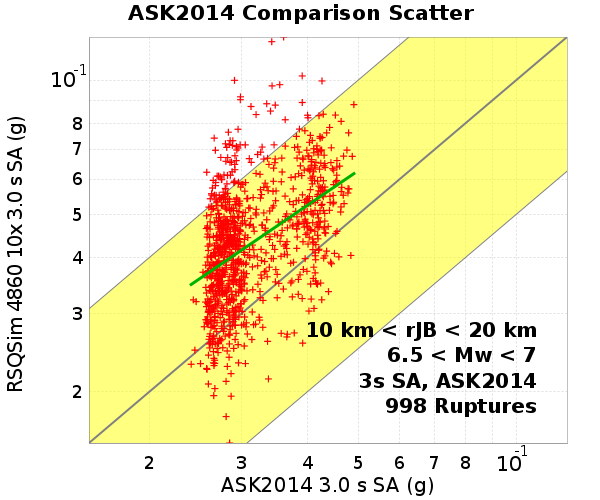 ASK2014 Comparison Scatter
RSQSim 4860 10x 3.0 s SA (g)
10-1
8
7
6
5
4
3
2
10 km < rJB < 20 km
6.5 < Mw < 7
3s SA, ASK2014
998 Ruptures
2 3 4 5 6 7 8 10-1
ASK2014 3.0 s SA (g)